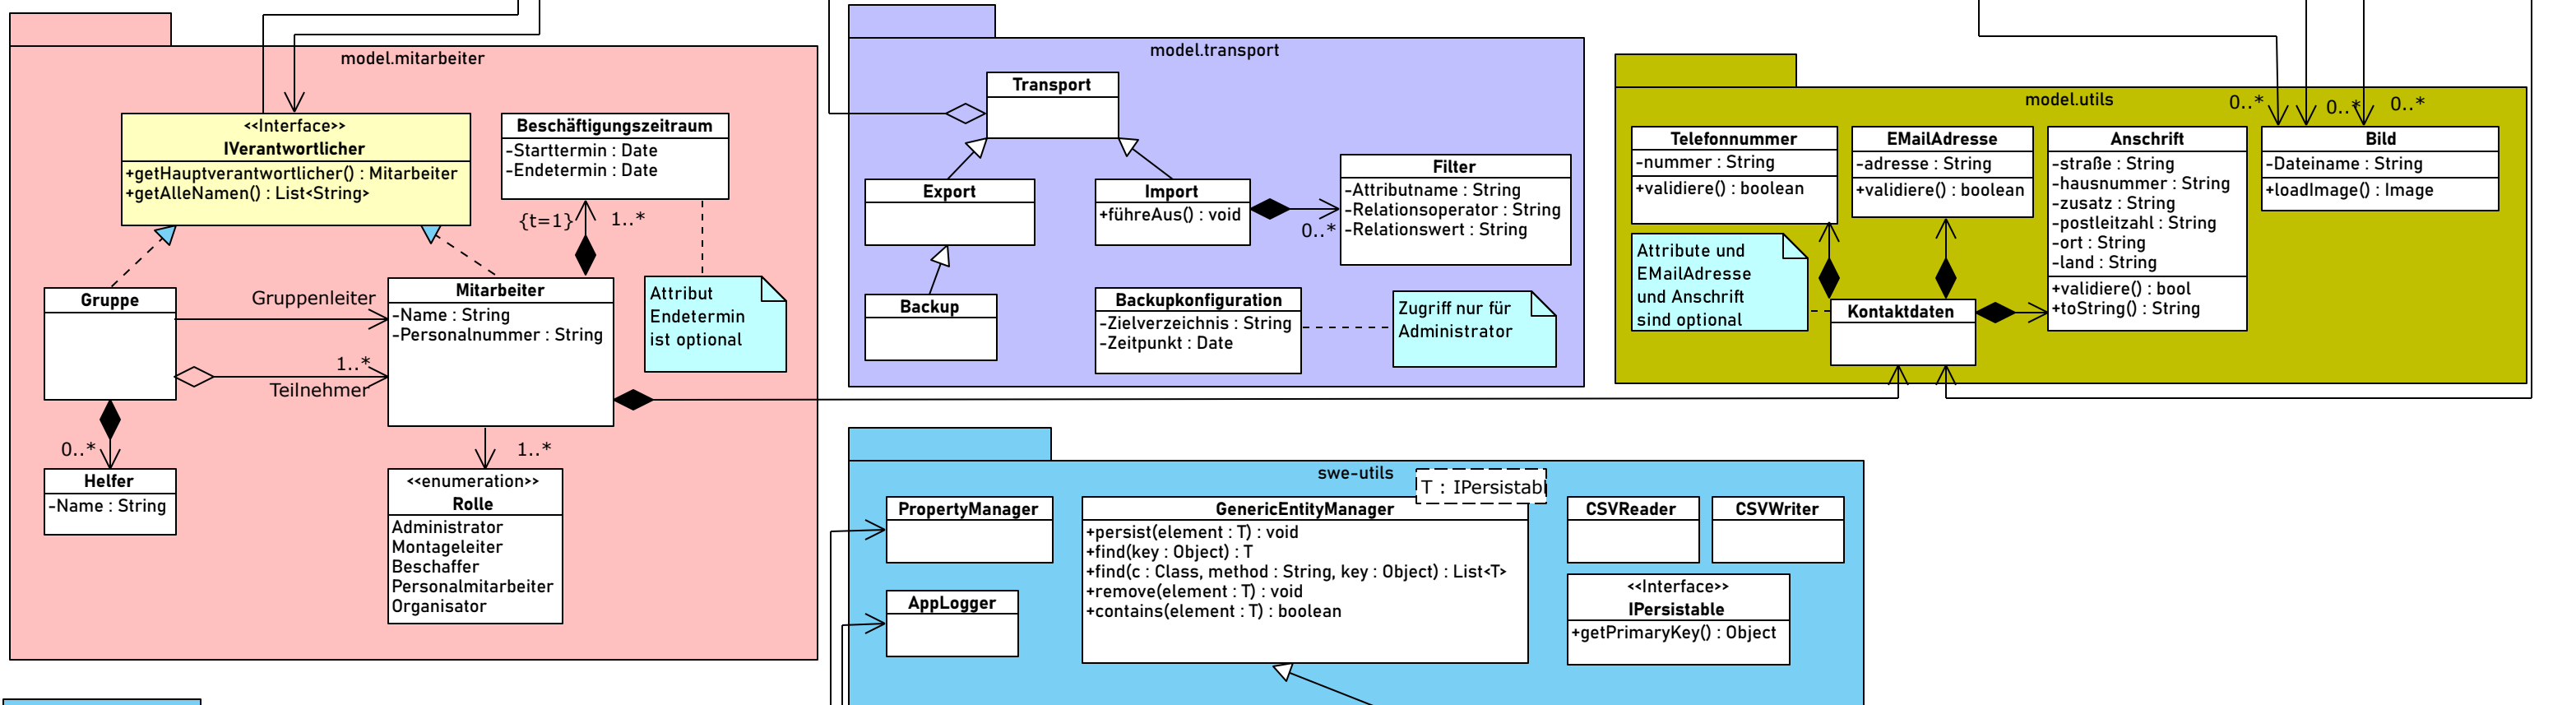 model.mitarbeiter
<<Interface>>
IVerantwortlicher
+getHauptverantwortlicher() : Mitarbeiter
+getAlleNamen() : List<String>
Beschäftigungszeitraum
-Starttermin : Date
-Endetermin : Date
{t=1}
1..*
Gruppe
Gruppenleiter
1..*
Teilnehmer
Mitarbeiter
-Name : String
-Personalnummer : String
Attribut
Endetermin
ist optional
0..*
Helfer
-Name : String
1..*
<<enumeration>>
Rolle
Administrator
Montageleiter
Beschaffer
Personalmitarbeiter
Organisator
model.transport
Transport
Export
Import
+führeAus() : void
0..*
Filter
-Attributname : String
-Relationsoperator : String
-Relationswert : String
Backup
Backupkonfiguration
-Zielverzeichnis : String
-Zeitpunkt : Date
Zugriff nur für
Administrator
model.utils
0..*
0..*
0..*
Telefonnummer
-nummer : String
+validiere() : boolean
EMailAdresse
-adresse : String
+validiere() : boolean
Anschrift
-straße : String
-hausnummer : String
-zusatz : String
-postleitzahl : String
-ort : String
-land : String
+validiere() : bool
+toString() : String
Bild
-Dateiname : String
+loadImage() : Image
Attribute und
EMailAdresse
und Anschrift
sind optional
Kontaktdaten
swe-utils
T : IPersistabl
PropertyManager
AppLogger
GenericEntityManager
+persist(element : T) : void
+find(key : Object) : T
+find(c : Class, method : String, key : Object) : List<T>
+remove(element : T) : void
+contains(element : T) : boolean
CSVReader
CSVWriter
<<Interface>>
IPersistable
+getPrimaryKey() : Object